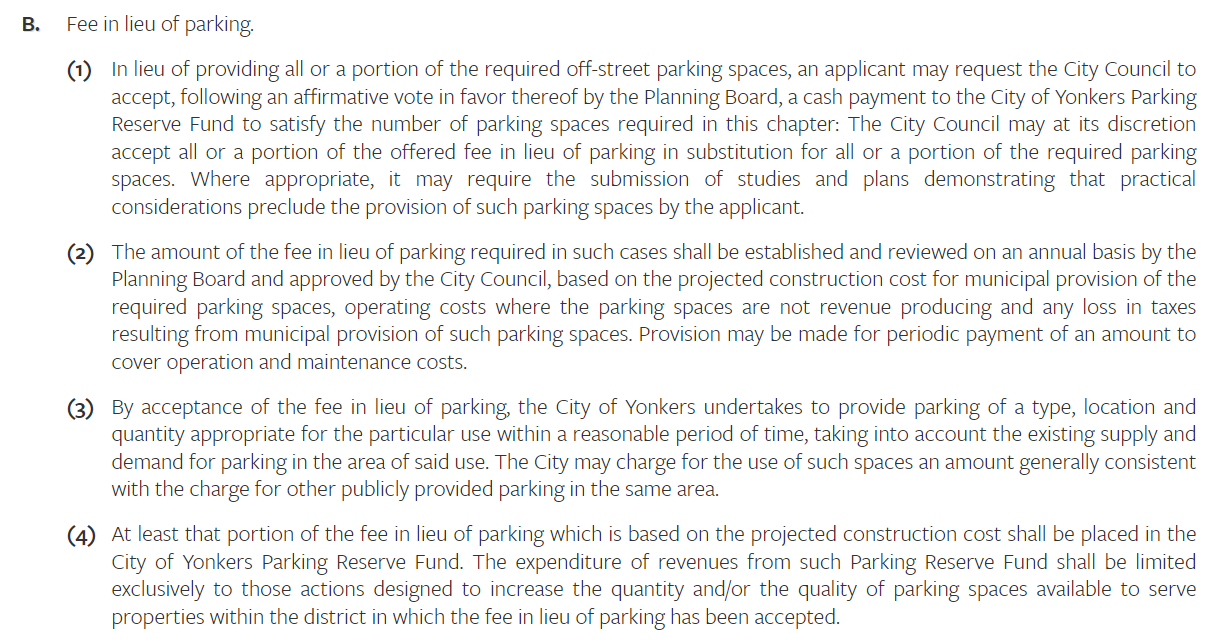 B. Fee in lieu of parking.
(1) In lieu of providing all or a portion of the required off-street parking spaces, an applicant may request the City Council to
accept, following an affirmative vote in favor thereof by the Planning Board, a cash payment to the City of Yonkers Parking
Reserve Fund to satisfy the number of parking spaces required in this chapter: The City Council may at its discretion
accept all or a portion of the offered fee in lieu of parking in substitution for all or a portion of the required parking
spaces. Where appropriate, it may require the submission of studies and plans demonstrating that practical
considerations preclude the provision of such parking spaces by the applicant.
(2) The amount of the fee in lieu of parking required in such cases shall be established and reviewed on an annual basis by the
Planning Board and approved by the City Council, based on the projected construction cost for municipal provision of the
required parking spaces, operating costs where the parking spaces are not revenue producing and any loss in taxes
resulting from municipal provision of such parking spaces. Provision may be made for periodic payment of an amount to
cover operation and maintenance costs.
(3) By acceptance of the fee in lieu of parking, the City of Yonkers undertakes to provide parking of a type, location and
quantity appropriate for the particular use within a reasonable period of time, taking into account the existing supply and
demand for parking in the area of said use. The City may charge for the use of such spaces an amount generally consistent
with the charge for other publicly provided parking in the same area.
(4) At least that portion of the fee in lieu of parking which is based on the projected construction cost shall be placed in the
City of Yonkers Parking Reserve Fund. The expenditure of revenues from such Parking Reserve Fund shall be limited
exclusively to those actions designed to increase the quantity and/or the quality of parking spaces available to serve
properties within the district in which the fee in lieu of parking has been accepted.